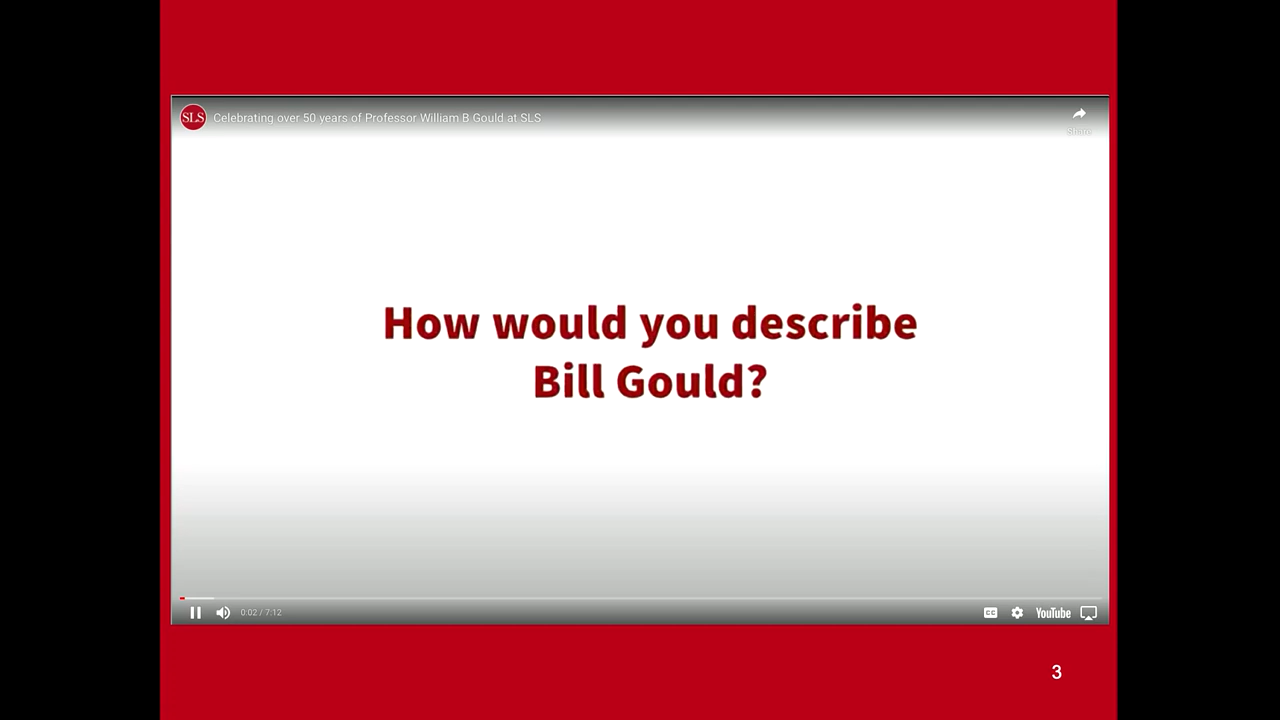 SLS
Celebrating over 50 years of Professor William B Gould at SLS
Share
How would you describe
Bill Gould?
0:02 / 7:12
CC
YouTube
3